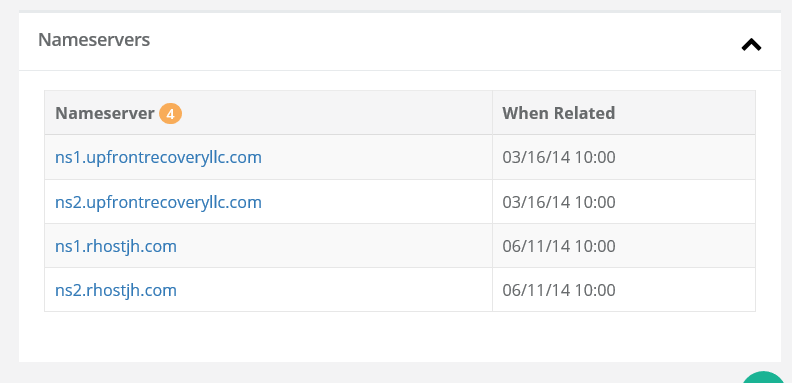 Nameservers
Nameserver 4 When Related
ns1.upfrontrecoveryllc.com 03/16/14 10:00
ns2.upfrontrecoveryllc.com 03/16/14 10:00
ns1.rhostjh.com 06/11/14 10:00
ns2.rhostjh.com 06/11/14 10:00